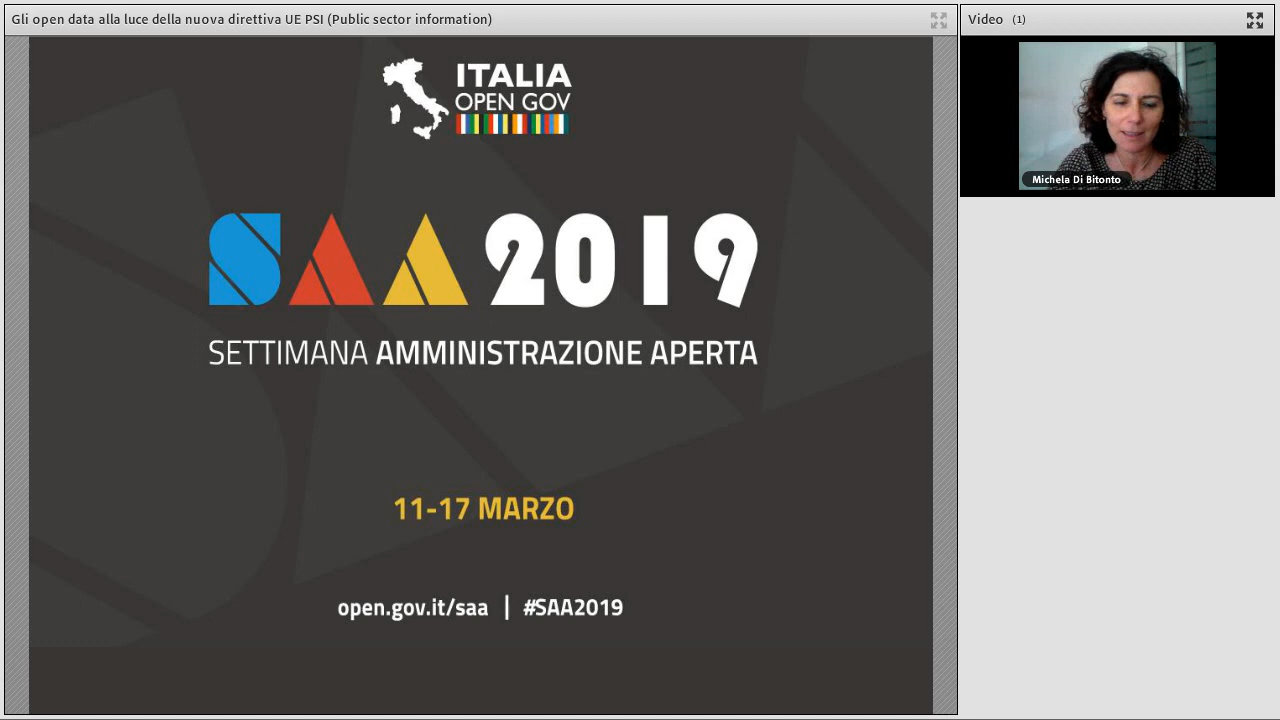 Gli open data alla luce della nuova direttiva UE PSI (Public sector information)
Video (1)
ITALIA
OPEN GOV
SAA 2019
SETTIMANA AMMINISTRAZIONE APERTA
11-17 MARZO
open.gov.it/saa | #SAA2019
Michela Di Bitonto